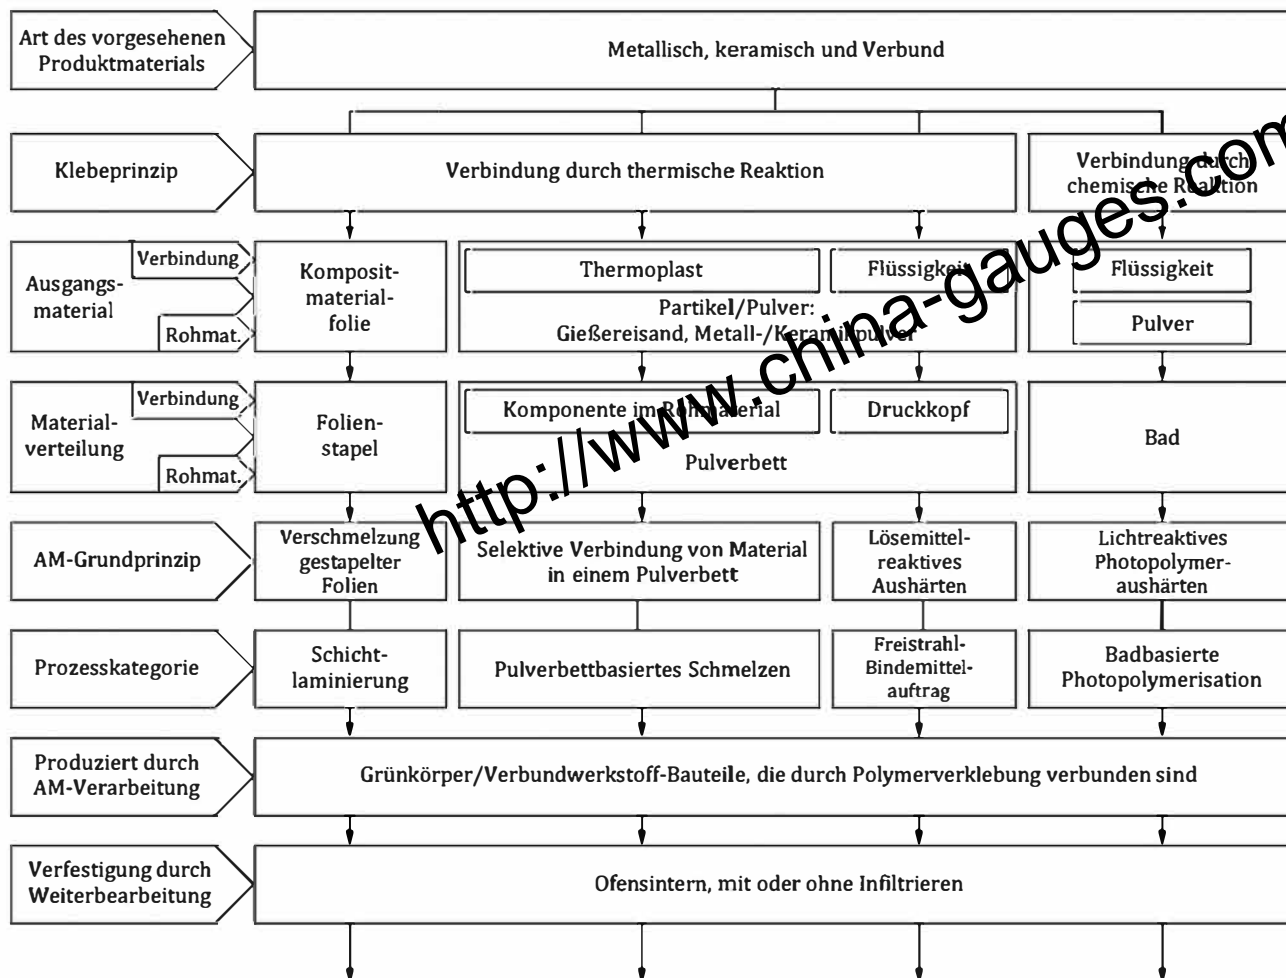 Art des vorgesehenen
Produktmaterials
Metallisch, keramisch und Verbund
Klebeprinzip
Verbindung durch thermische Reaktion
Verbindung durch
chemische Reaktion
Ausgangs-
material
Verbindung
Rohmat.
Komposit-
material-
folie
Thermoplast
Flüssigkeit
Partikel/Pulver:
Gießereisand, Metall-/Keramikpulver
Flüssigkeit
Pulver
Material-
verteilung
Verbindung
Rohmat.
Folien-
stapel
Komponente im Rohmaterial
Druckkopf
Pulverbett
Bad
AM-Grundprinzip
Verschmelzung
gestapelter
Folien
Selektive Verbindung von Material
in einem Pulverbett
Lösemittel-
reaktives
Aushärten
Lichtreaktives
Photopolymer-
aushärten
Prozesskategorie
Schicht-
laminierung
Pulverbettbasiertes Schmelzen
Freistrahl-
Bindemittel-
auftrag
Badbasierte
Photopolymerisation
Produziert durch
AM-Verarbeitung
Grünkörper/Verbundwerkstoff-Bauteile, die durch Polymerverklebung verbunden sind
Verfestigung durch
Weiterbearbeitung
Ofensintern, mit oder ohne Infiltrieren
http://www.china-gauges.com